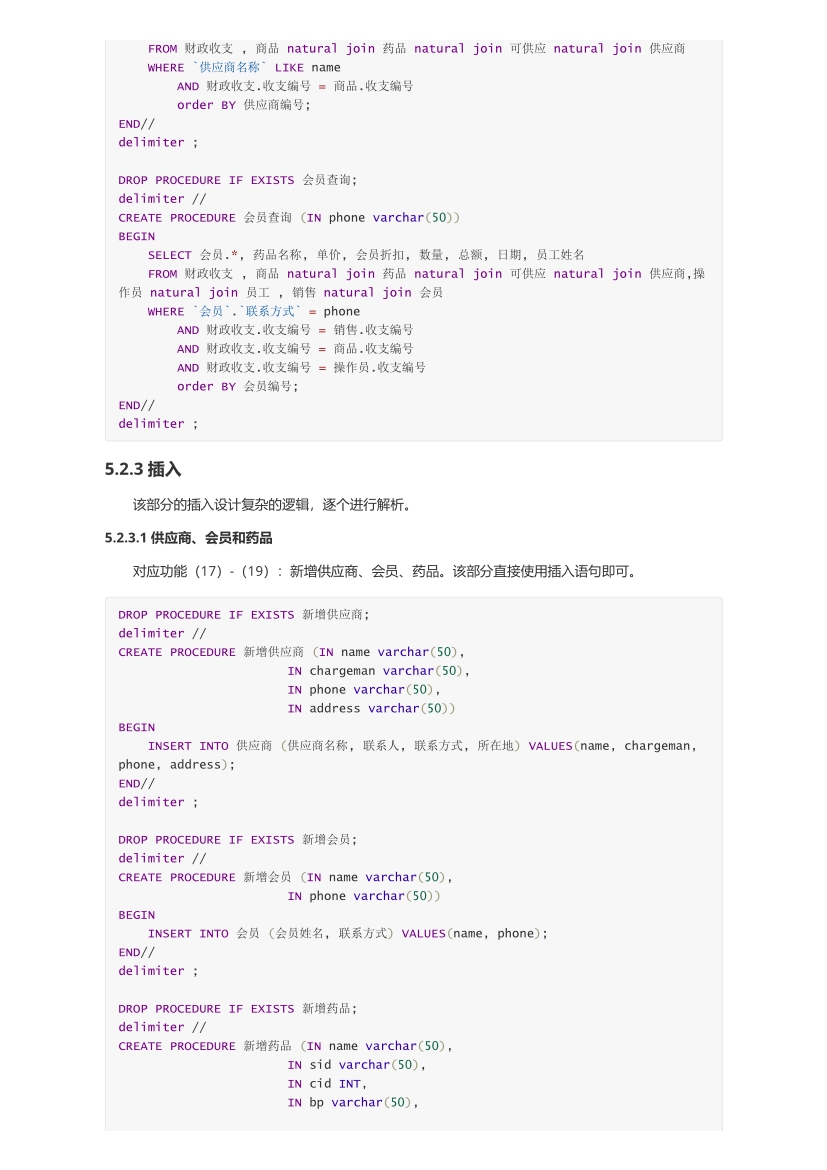 FROM 财政收支 , 商品 natural join 药品 natural join 可供应 natural join 供应商
WHERE `供应商名称` LIKE name
AND 财政收支.收支编号 = 商品.收支编号
order BY 供应商编号;
END//
delimiter ;
DROP PROCEDURE IF EXISTS 会员查询;
delimiter //
CREATE PROCEDURE 会员查询 (IN phone varchar(50))
BEGIN
SELECT 会员.*, 药品名称, 单价, 会员折扣, 数量, 总额, 日期, 员工姓名
FROM 财政收支 , 商品 natural join 药品 natural join 可供应 natural join 供应商,操
作员 natural join 员工 , 销售 natural join 会员
WHERE `会员`.`联系方式` = phone
AND 财政收支.收支编号 = 销售.收支编号
AND 财政收支.收支编号 = 商品.收支编号
AND 财政收支.收支编号 = 操作员.收支编号
order BY 会员编号;
END//
delimiter ;
5.2.3 插入
该部分的插入设计复杂的逻辑，逐个进行解析。
5.2.3.1 供应商、会员和药品
对应功能（17）-（19）：新增供应商、会员、药品。该部分直接使用插入语句即可。
DROP PROCEDURE IF EXISTS 新增供应商;
delimiter //
CREATE PROCEDURE 新增供应商 (IN name varchar(50),
IN chargeman varchar(50),
IN phone varchar(50),
IN address varchar(50))
BEGIN
INSERT INTO 供应商 (供应商名称, 联系人, 联系方式, 所在地) VALUES(name, chargeman,
phone, address);
END//
delimiter ;
DROP PROCEDURE IF EXISTS 新增会员;
delimiter //
CREATE PROCEDURE 新增会员 (IN name varchar(50),
IN phone varchar(50))
BEGIN
INSERT INTO 会员 (会员姓名, 联系方式) VALUES(name, phone);
END//
delimiter ;
DROP PROCEDURE IF EXISTS 新增药品;
delimiter //
CREATE PROCEDURE 新增药品 (IN name varchar(50),
IN sid varchar(50),
IN cid INT,
IN bp varchar(50),